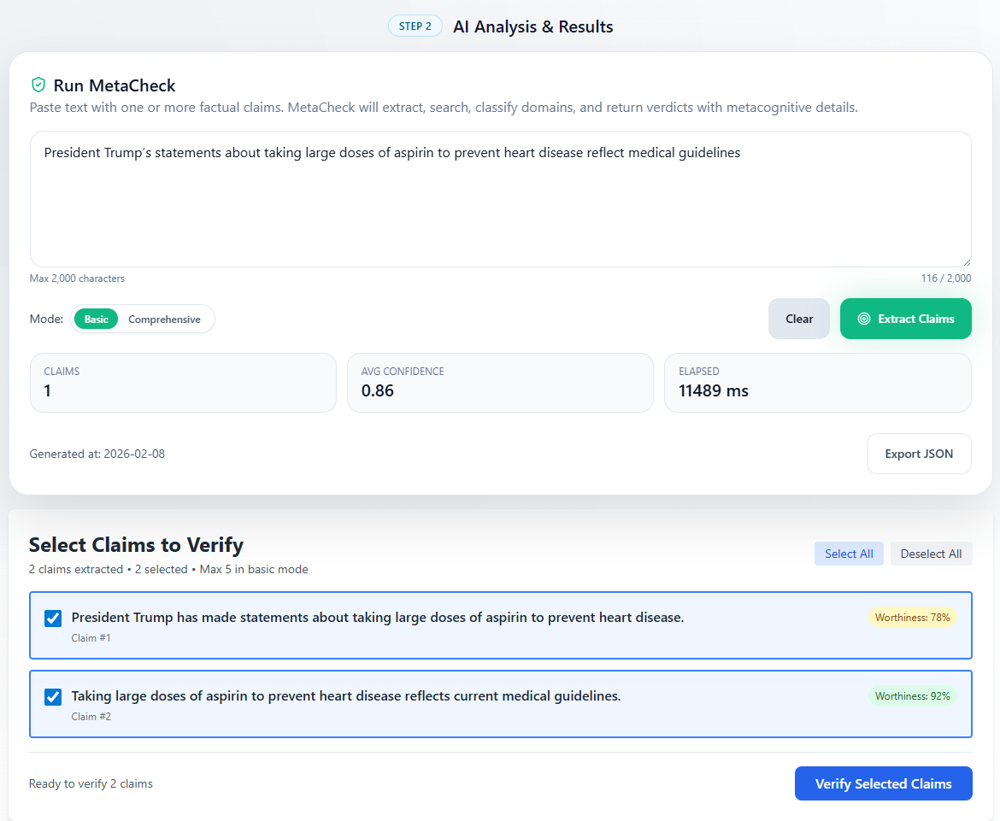 STEP 2 AI Analysis & Results
Run MetaCheck
Paste text with one or more factual claims. MetaCheck will extract, search, classify domains, and return verdicts with metacognitive details.
President Trump's statements about taking large doses of aspirin to prevent heart disease reflect medical guidelines
Max 2,000 characters 116 / 2,000
Mode: Basic Comprehensive Clear Extract Claims
CLAIMS AVG CONFIDENCE ELAPSED
1 0.86 11489 ms
Generated at: 2026-02-08 Export JSON
Select Claims to Verify
2 claims extracted • 2 selected • Max 5 in basic mode Select All Deselect All
President Trump has made statements about taking large doses of aspirin to prevent heart disease. Worthiness: 78%
Claim #1
Taking large doses of aspirin to prevent heart disease reflects current medical guidelines. Worthiness: 92%
Claim #2
Ready to verify 2 claims Verify Selected Claims